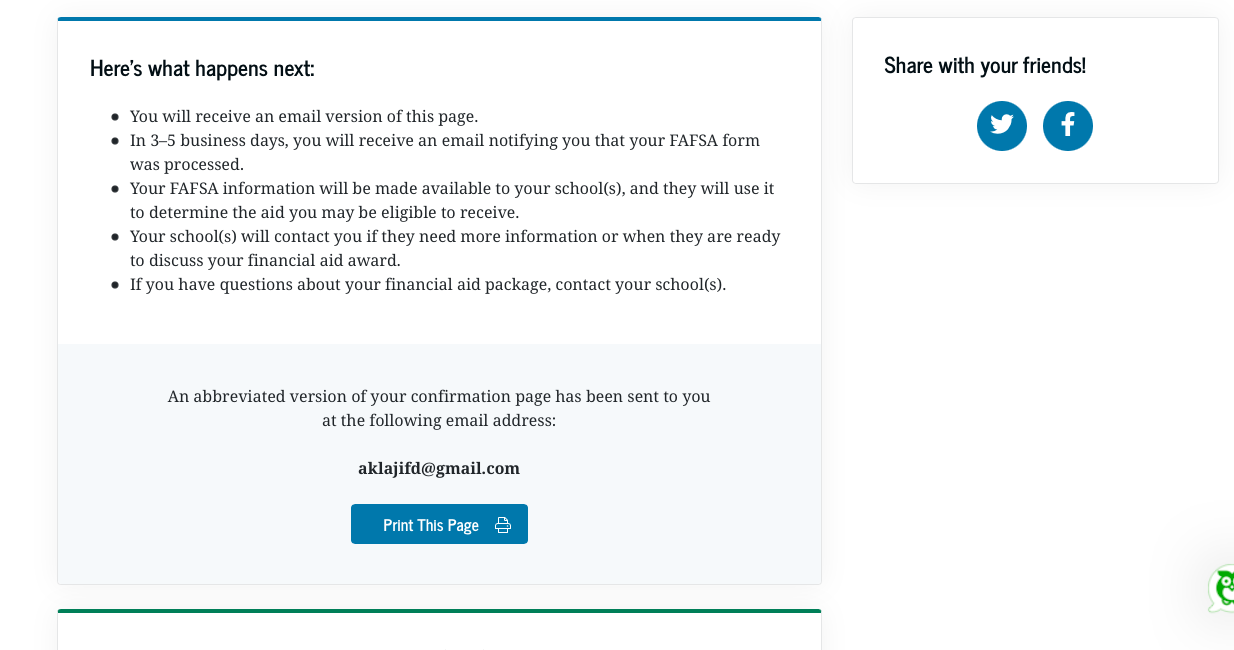 Here's what happens next:
You will receive an email version of this page.
In 3–5 business days, you will receive an email notifying you that your FAFSA form
was processed.
Your FAFSA information will be made available to your school(s), and they will use it
to determine the aid you may be eligible to receive.
Your school(s) will contact you if they need more information or when they are ready
to discuss your financial aid award.
If you have questions about your financial aid package, contact your school(s).
An abbreviated version of your confirmation page has been sent to you
at the following email address:
aklajifd@gmail.com
Print This Page
Share with your friends!